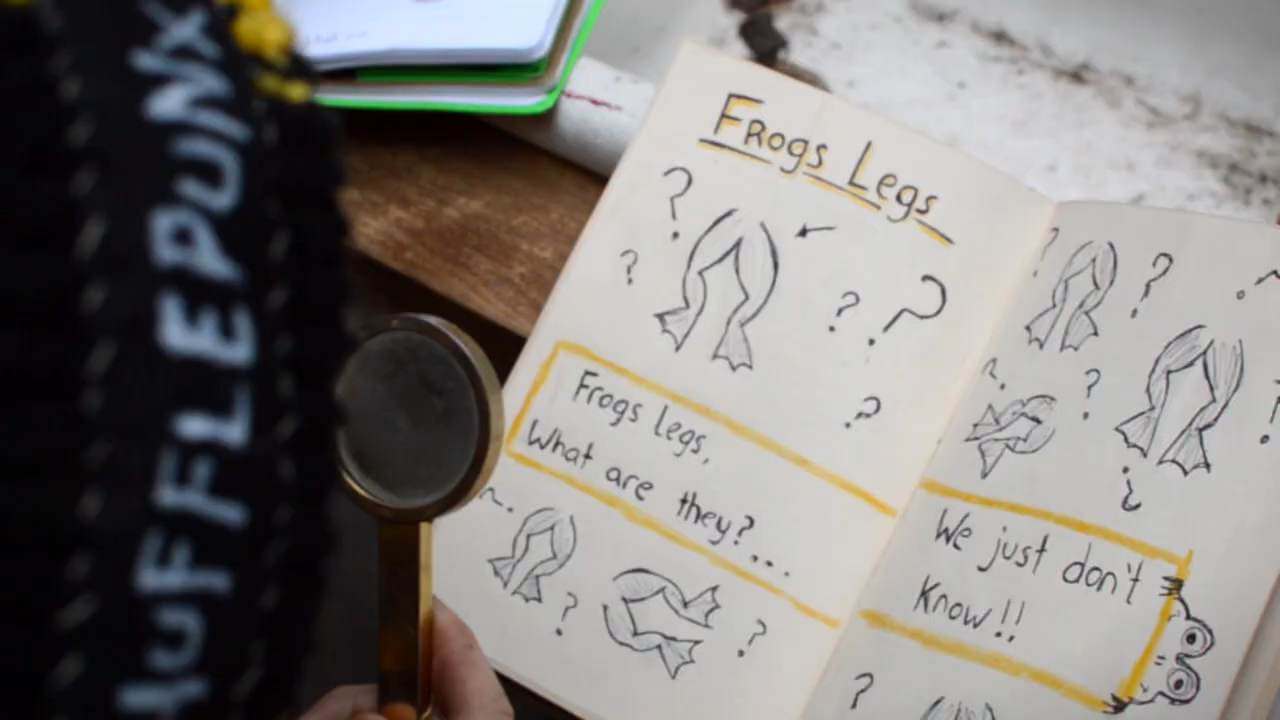 HUFFLEPUNX
Frogs Legs
? ?
? ?
?
Frogs Legs,
What are they?...
? ?
? ?
?
We just don't
Know!!
?